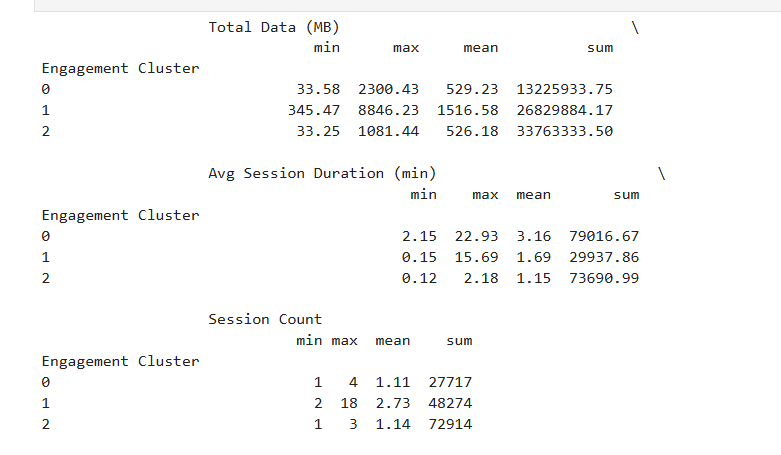 Total Data (MB) \
min max mean sum
Engagement Cluster
0 33.58 2300.43 529.23 13225933.75
1 345.47 8846.23 1516.58 26829884.17
2 33.25 1081.44 526.18 33763333.50
Avg Session Duration (min) \
min max mean sum
Engagement Cluster
0 2.15 22.93 3.16 79016.67
1 0.15 15.69 1.69 29937.86
2 0.12 2.18 1.15 73690.99
Session Count
min max mean sum
Engagement Cluster
0 1 4 1.11 27717
1 2 18 2.73 48274
2 1 3 1.14 72914